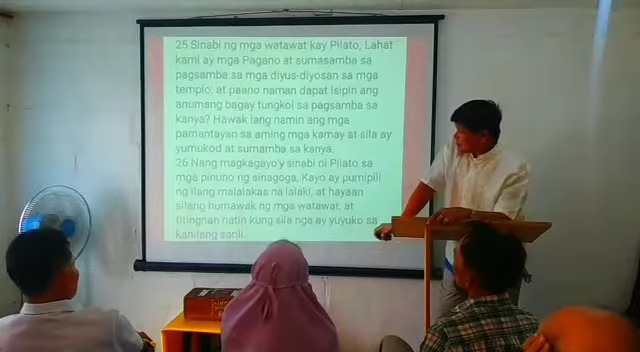 25 Sinabi ng mga watawat kay Pilato; Lahat
kami ay mga Pagano at sumasamba sa
pagsamba sa mga diyus-diyosan sa mga
templo; at paano naman dapat isipin ang
anumang bagay tungkol sa pagsamba sa
kanya? Hawak lang namin ang mga
pamantayan sa aming mga kamay at sila ay
yumukod at sumamba sa kanya.
26 Nang magkagayo'y sinabi ni Pilato sa
mga pinuno ng sinagoga, Kayo ay pumipili
ng ilang malalakas na lalaki, at hayaan
silang humawak ng mga watawat, at
titingnan natin kung sila nga ay yuyuko sa
kanilang sarili.